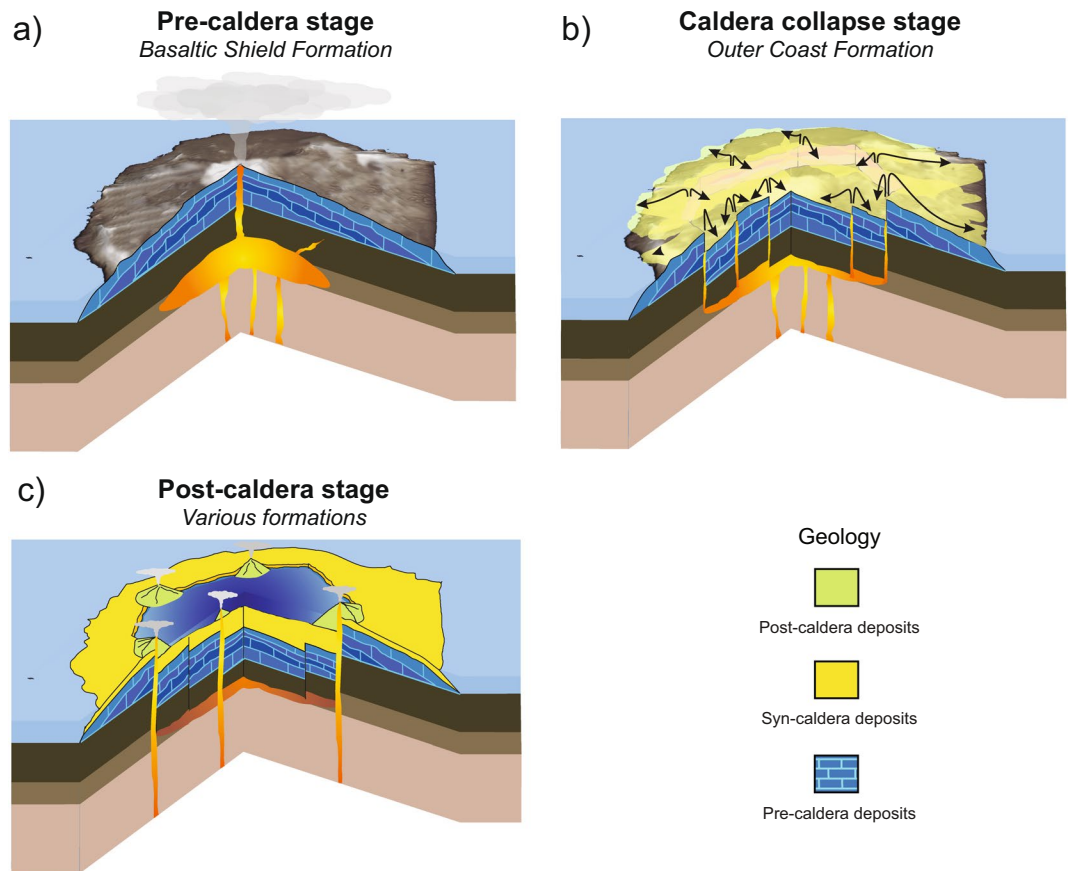 a)
Pre-caldera stage
Basaltic Shield Formation
b)
Caldera collapse stage
Outer Coast Formation
c)
Post-caldera stage
Various formations
Geology
Post-caldera deposits
Syn-caldera deposits
Pre-caldera deposits